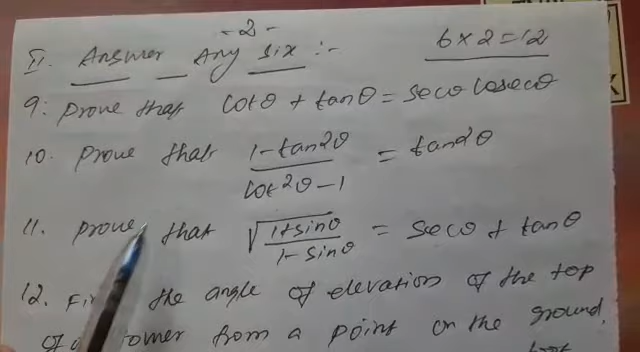 -2-
II. Answer Any six :- 6×2=12
9: prove that cotθ + tanθ = secθ cosecθ
10. prove that 1-tan²θ / cot²θ-1 = tan²θ
11. prove that √1+sinθ / 1-sinθ = secθ + tanθ
12. the angle of elevation of the top
tower from a point on the ground,